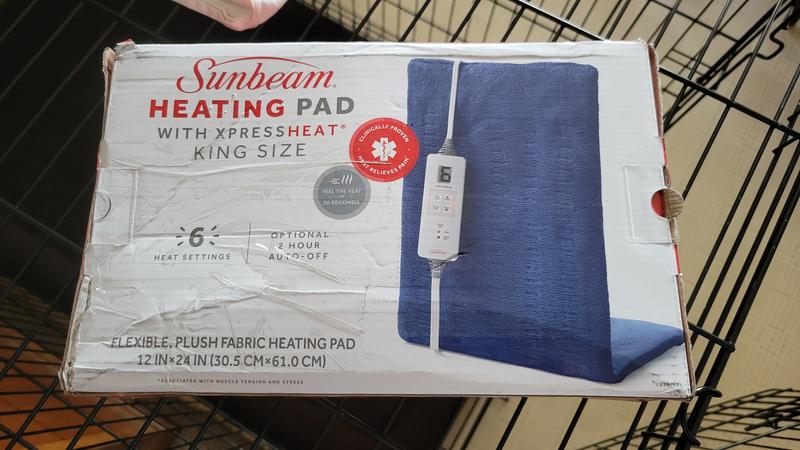 Sunbeam®
HEATING PAD
WITH XPRESSHEAT®
KING SIZE
CLINICALLY PROVEN
HEAT RELIEVES PAIN*
FEEL THE HEAT
IN
30 SECONDS
6
HEAT SETTINGS
OPTIONAL
2 HOUR
AUTO-OFF
6
FLEXIBLE, PLUSH FABRIC HEATING PAD
12 IN×24 IN (30.5 CM×61.0 CM)
*ASSOCIATED WITH MUSCLE TENSION AND STRESS